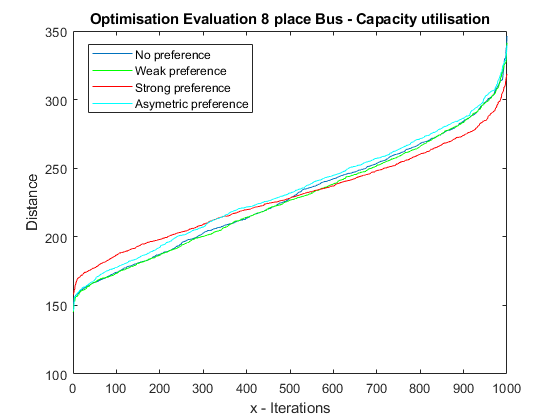 Optimisation Evaluation 8 place Bus - Capacity utilisation
350
300
250
200
150
100
Distance
No preference
Weak preference
Strong preference
Asymetric preference
0 100 200 300 400 500 600 700 800 900 1000
x - Iterations